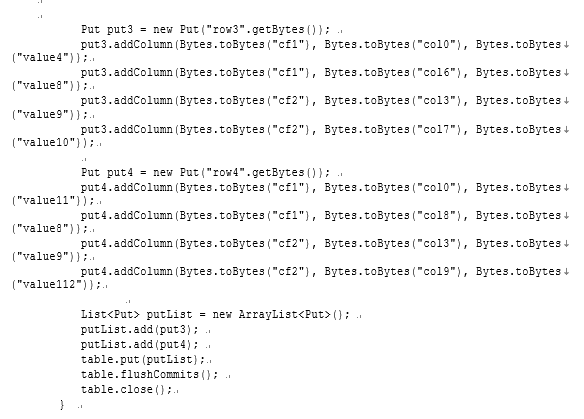 Put put3 = new Put("row3".getBytes());
put3.addColumn(Bytes.toBytes("cf1"), Bytes.toBytes("col0"), Bytes.toBytes
("value4"));
put3.addColumn(Bytes.toBytes("cf1"), Bytes.toBytes("col6"), Bytes.toBytes
("value8"));
put3.addColumn(Bytes.toBytes("cf2"), Bytes.toBytes("col3"), Bytes.toBytes
("value9"));
put3.addColumn(Bytes.toBytes("cf2"), Bytes.toBytes("col7"), Bytes.toBytes
("value10"));
Put put4 = new Put("row4".getBytes());
put4.addColumn(Bytes.toBytes("cf1"), Bytes.toBytes("col0"), Bytes.toBytes
("value11"));
put4.addColumn(Bytes.toBytes("cf1"), Bytes.toBytes("col8"), Bytes.toBytes
("value8"));
put4.addColumn(Bytes.toBytes("cf2"), Bytes.toBytes("col3"), Bytes.toBytes
("value9"));
put4.addColumn(Bytes.toBytes("cf2"), Bytes.toBytes("col9"), Bytes.toBytes
("value112"));
List<Put> putList = new ArrayList<Put>();
putList.add(put3);
putList.add(put4);
table.put(putList);
table.flushCommits();
table.close();
}